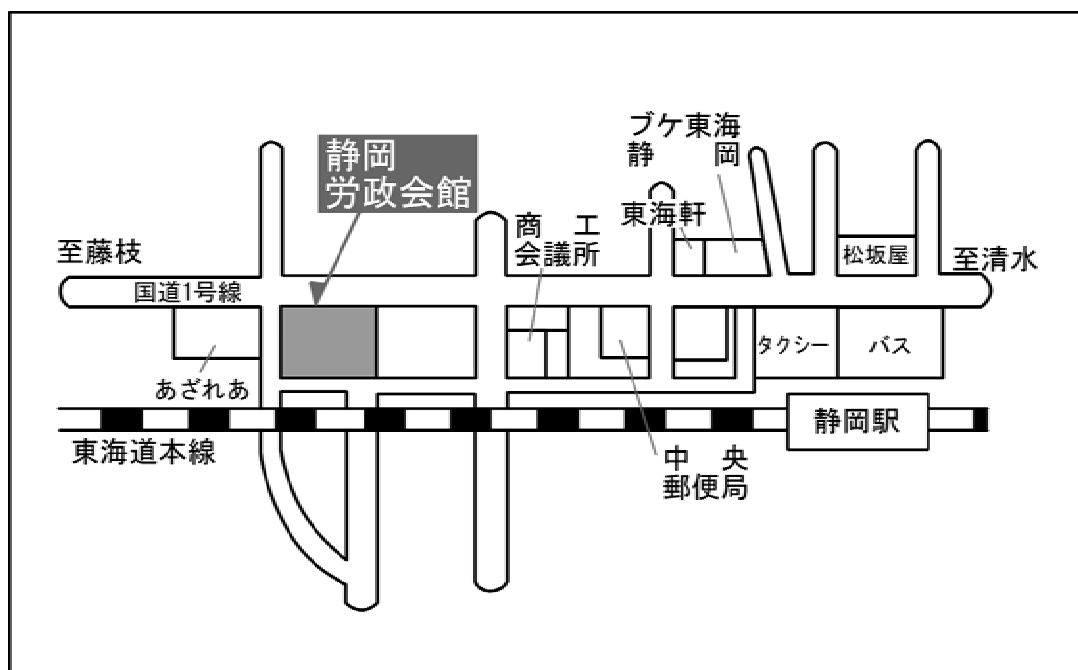 ブケ東海
静岡
静岡
労政会館
東海軒
商工
会議所
至藤枝
松坂屋
至清水
国道1号線
タクシー
バス
あざれあ
静岡駅
東海道本線
中央
郵便局